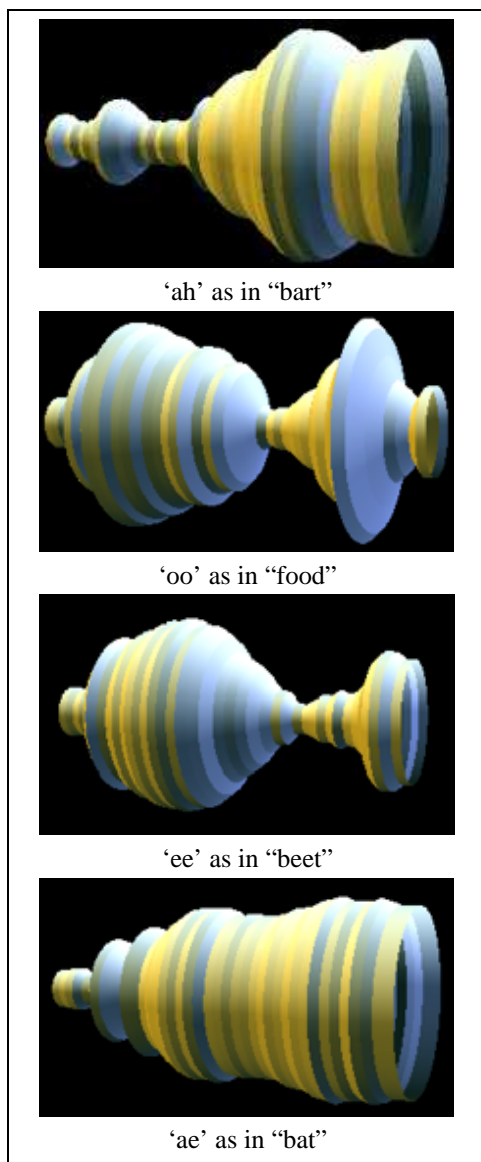 ‘ah’ as in “bart”
‘oo’ as in “food”
‘ee’ as in “beet”
‘ae’ as in “bat”